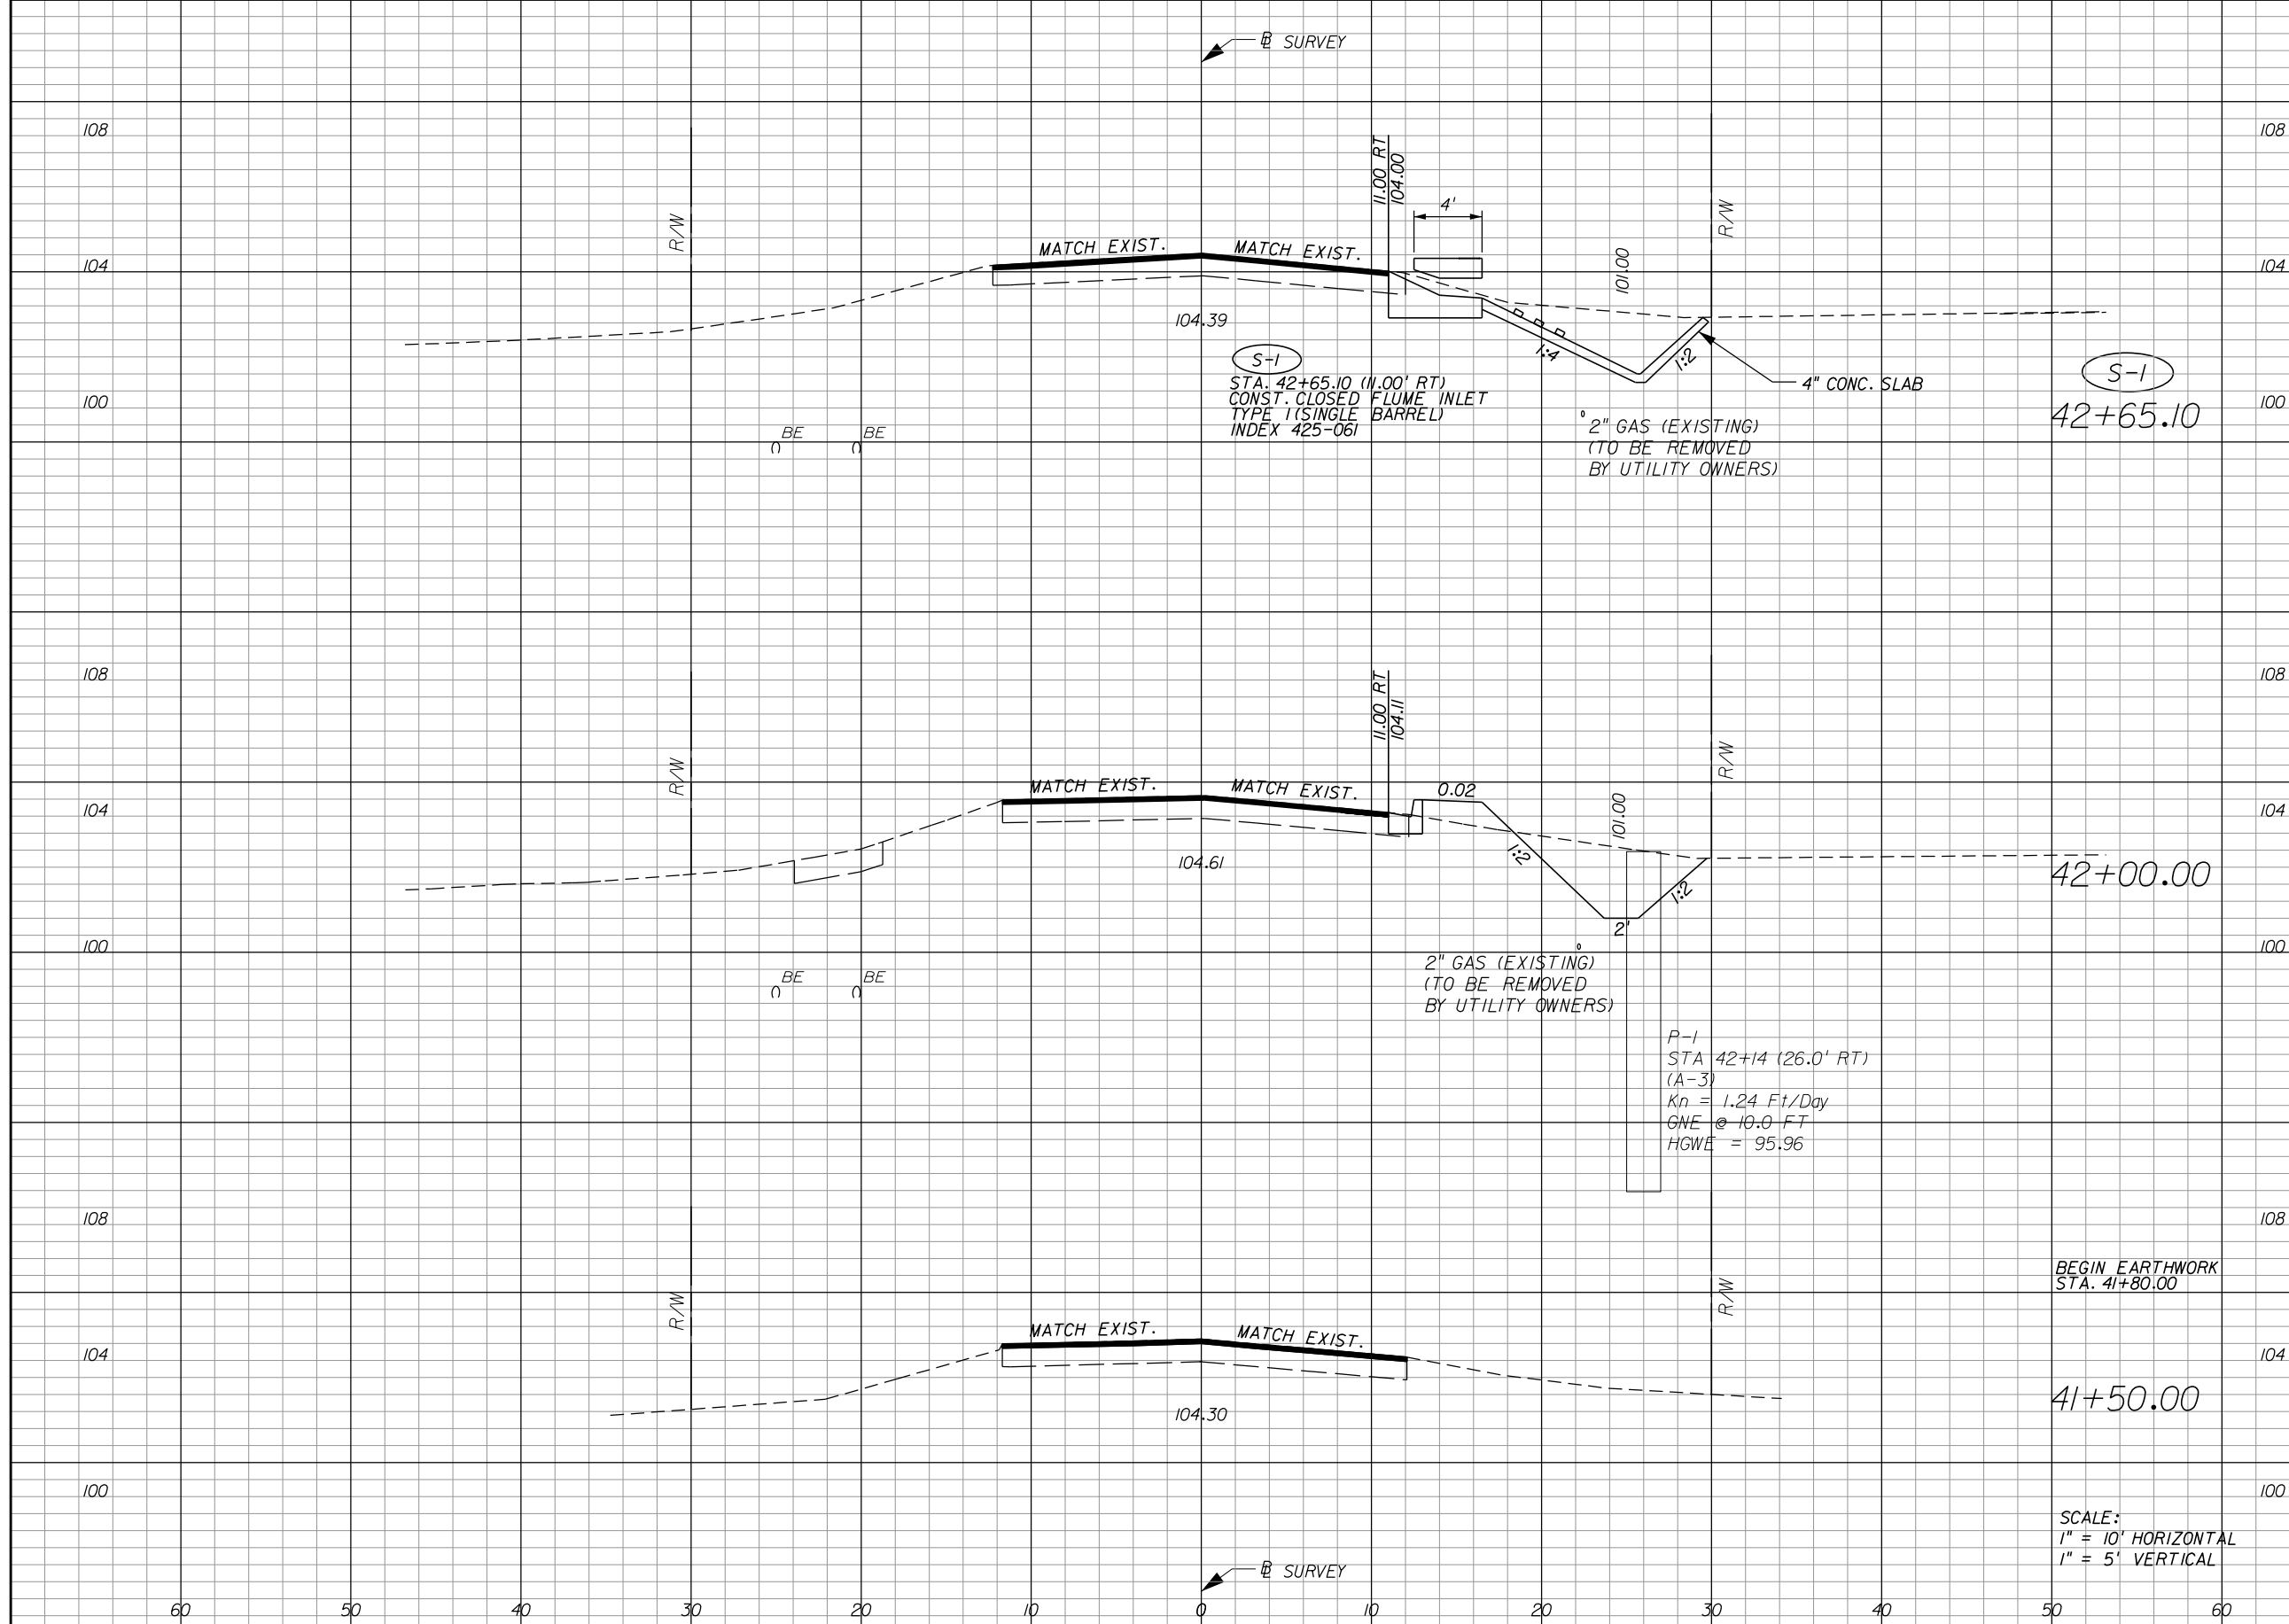 ℄ SURVEY
108 108
11.00 RT
104.00
4'
R/W R/W
MATCH EXIST. MATCH EXIST.
101.00
104 104
104.39
1:4 1:2
S-1
STA. 42+65.10 (11.00' RT)
CONST. CLOSED FLUME INLET
TYPE 1 (SINGLE BARREL)
INDEX 425-061
4" CONC. SLAB
S-1
42+65.10
100 100
BE BE
2" GAS (EXISTING)
(TO BE REMOVED
BY UTILITY OWNERS)
108 108
11.00 RT
104.11
R/W R/W
MATCH EXIST. MATCH EXIST.
0.02
101.00
104 104
104.61
1:2 1:2
42+00.00
2'
100 100
BE BE
2" GAS (EXISTING)
(TO BE REMOVED
BY UTILITY OWNERS)
P-1
STA 42+14 (26.0' RT)
(A-3)
Kn = 1.24 Ft/Day
GNE @ 10.0 FT
HGWE = 95.96
108 108
BEGIN EARTHWORK
STA. 41+80.00
R/W R/W
MATCH EXIST. MATCH EXIST.
104 104
104.30
41+50.00
100 100
SCALE:
1" = 10' HORIZONTAL
1" = 5' VERTICAL
℄ SURVEY
60 50 40 30 20 10 0 10 20 30 40 50 60